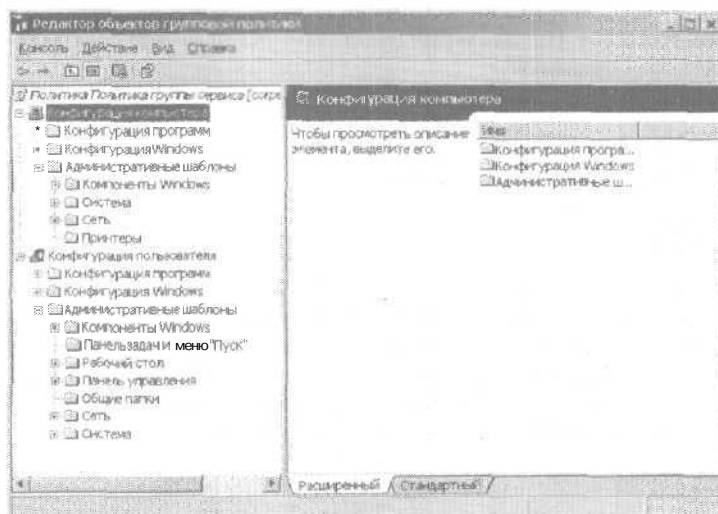 Редактор объектов групповой политики
Консоль Действие Вид Справка
Политика Политика группы сервиса [corpc
Конфигурация компьютера
Конфигурация программ
Конфигурация Windows
Административные шаблоны
Компоненты Windows
Система
Сеть
Принтеры
Конфигурация пользователя
Конфигурация программ
Конфигурация Windows
Административные шаблоны
Компоненты Windows
Панель задач и меню "Пуск"
Рабочий стол
Панель управления
Общие папки
Сеть
Система
Конфигурация компьютера
Чтобы просмотреть описание
элемента, выделите его.
Имя
Конфигурация програ...
Конфигурация Windows
Административные ш...
Расширенный
Стандартный